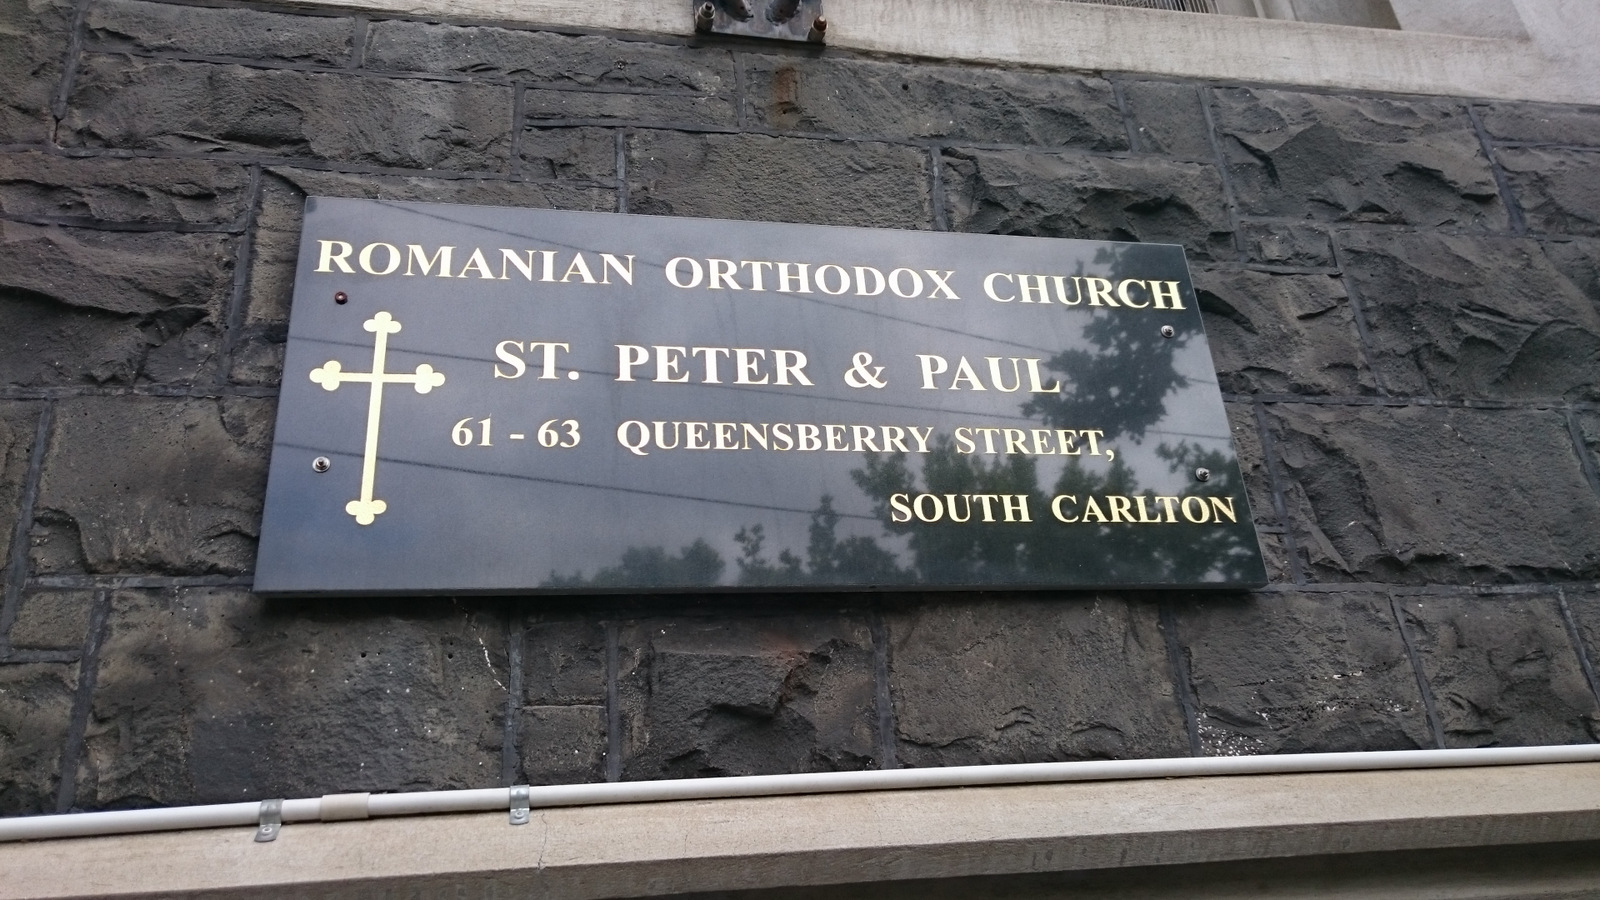 ROMANIAN ORTHODOX CHURCH
ST. PETER & PAUL
61 - 63 QUEENSBERRY STREET,
SOUTH CARLTON